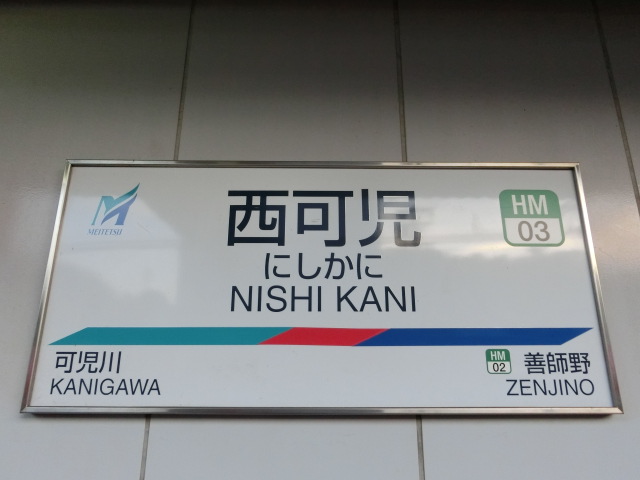 MEITETSU
西可児
にしかに
NISHI KANI
HM
03
可児川
KANIGAWA
HM
02
善師野
ZENJINO